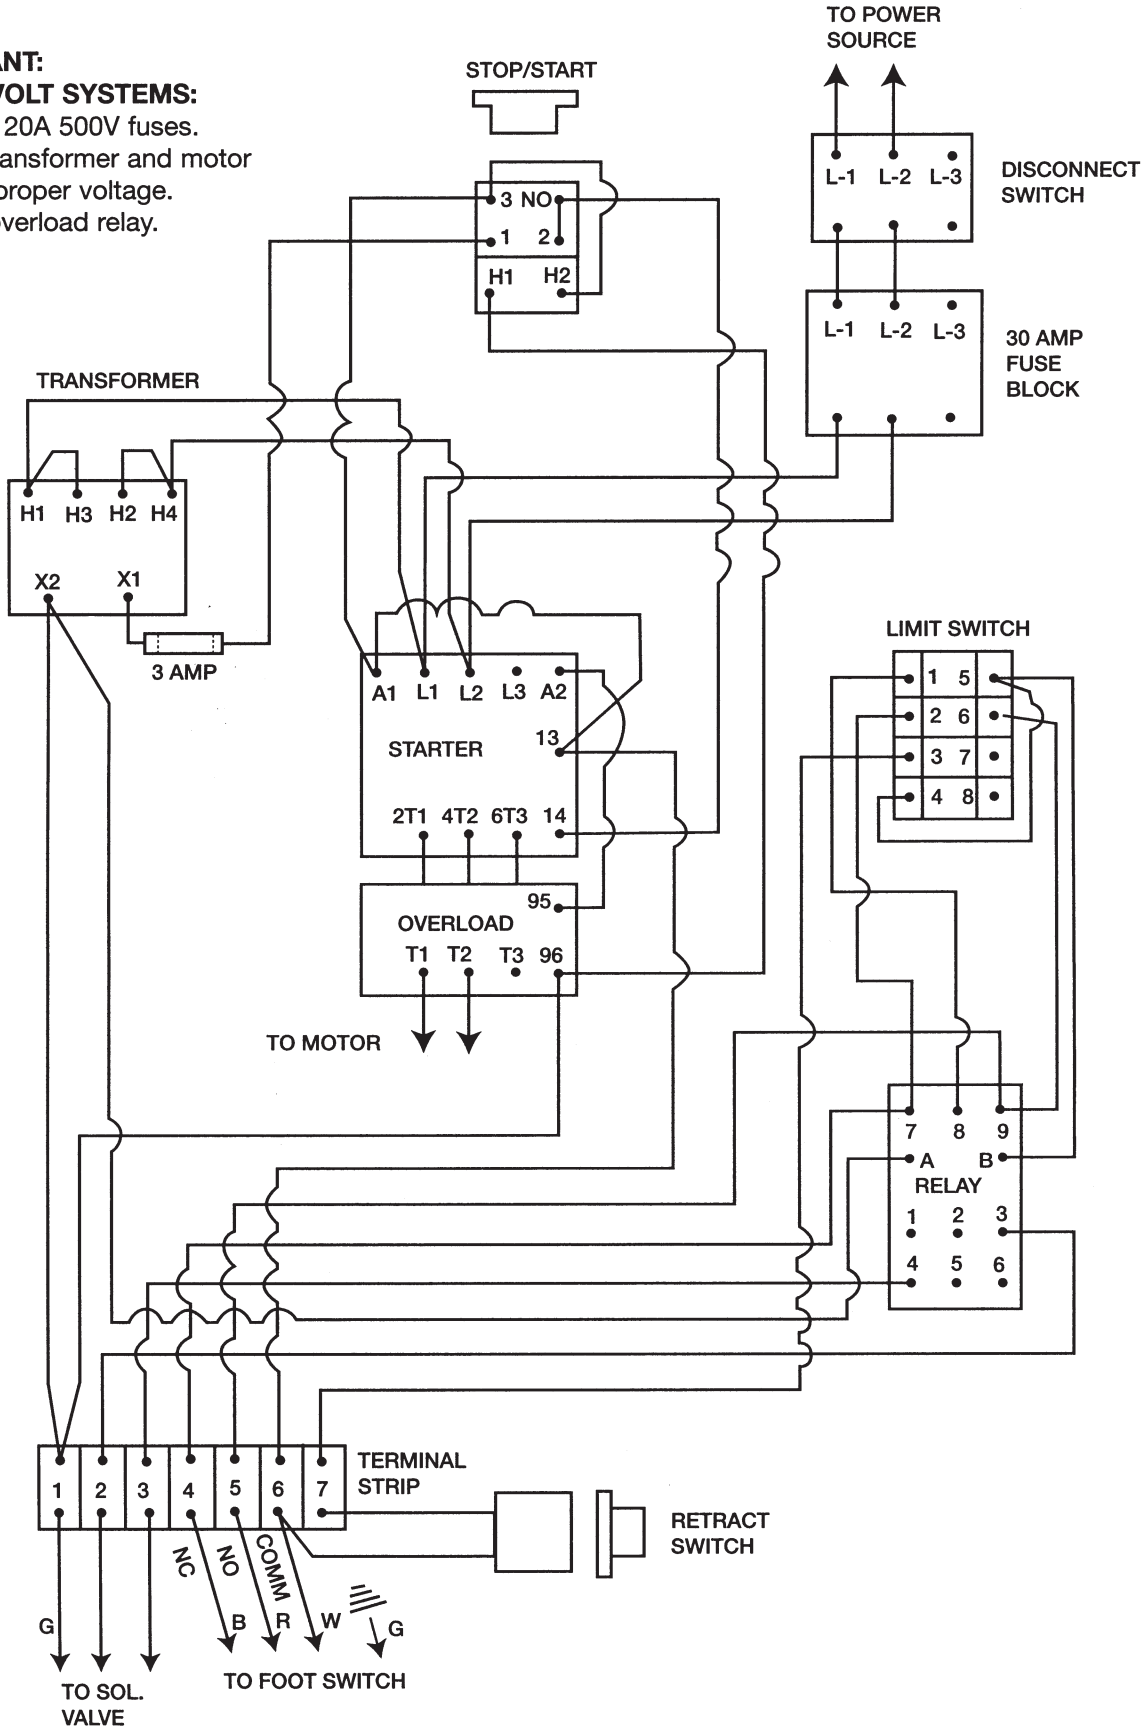 TO POWER
SOURCE
ANT:
VOLT SYSTEMS:
20A 500V fuses.
ransformer and motor
proper voltage.
overload relay.
STOP/START
L-1 L-2 L-3
DISCONNECT
SWITCH
3 NO
1 2
H1 H2
L-1 L-2 L-3
30 AMP
FUSE
BLOCK
TRANSFORMER
H1 H3 H2 H4
X2 X1
3 AMP
LIMIT SWITCH
1 5
2 6
3 7
4 8
A1 L1 L2 L3 A2
13
STARTER
2T1 4T2 6T3 14
95
OVERLOAD
T1 T2 T3 96
TO MOTOR
7 8 9
A B
RELAY
1 2 3
4 5 6
TERMINAL
STRIP
1 2 3 4 5 6 7
RETRACT
SWITCH
NC NO COMM
G B R W G
TO FOOT SWITCH
TO SOL.
VALVE